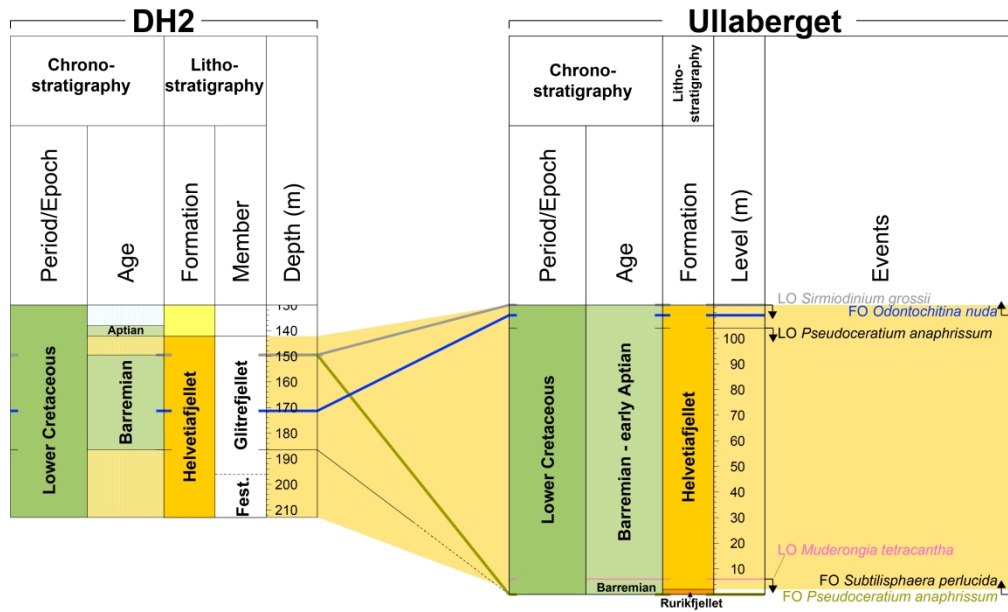 DH2
Ullaberget
Chrono-
stratigraphy
Litho-
stratigraphy
Period/Epoch
Age
Formation
Member
Depth (m)
Lower Cretaceous
Aptian
Barremian
Helvetiafjellet
Glitrefjellet
Fest.
130
140
150
160
170
180
190
200
210
Chrono-
stratigraphy
Litho-
stratigraphy
Period/Epoch
Age
Formation
Level (m)
Events
Lower Cretaceous
Barremian - early Aptian
Barremian
Helvetiafjellet
Rurikfjellet
100
90
80
70
60
50
40
30
20
10
LO Sirmiodinium grossii
FO Odontochitina nuda
LO Pseudoceratium anaphrissum
LO Muderongia tetracantha
FO Subtilisphaera perlucida
FO Pseudoceratium anaphrissum